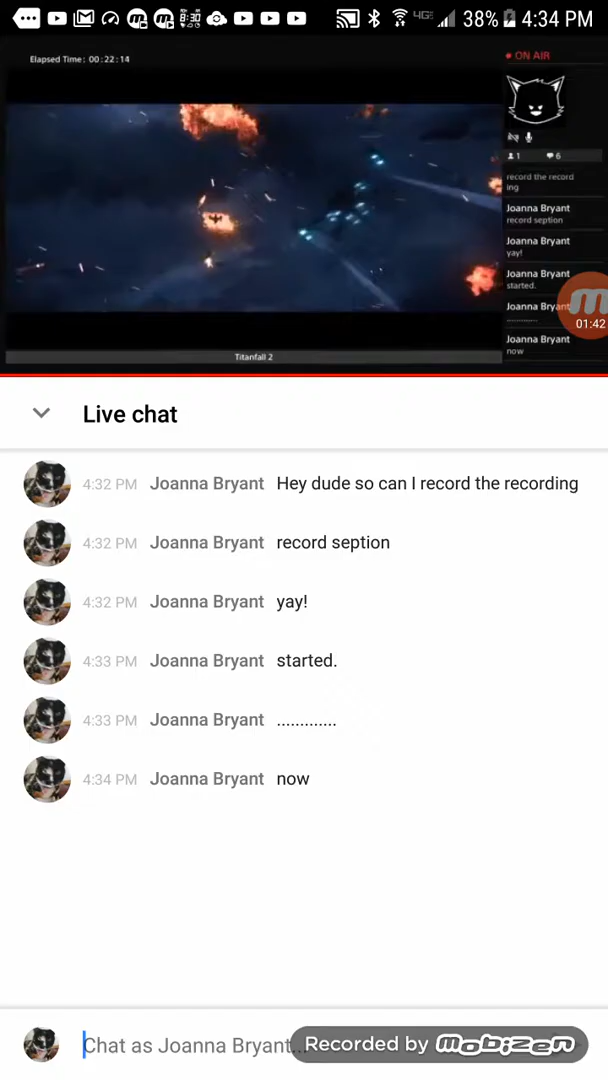 8:30
4G
38% 4:34 PM
Elapsed Time: 00:22:14
ON AIR
1 6
record the record
ing
Joanna Bryant
record seption
Joanna Bryant
yay!
Joanna Bryant
started.
Joanna Bryant
.............
01:42
Joanna Bryant
now
Titanfall 2
Live chat
4:32 PM Joanna Bryant Hey dude so can I record the recording
4:32 PM Joanna Bryant record seption
4:32 PM Joanna Bryant yay!
4:33 PM Joanna Bryant started.
4:33 PM Joanna Bryant .............
4:34 PM Joanna Bryant now
Chat as Joanna Bryant...
Recorded by mobizen